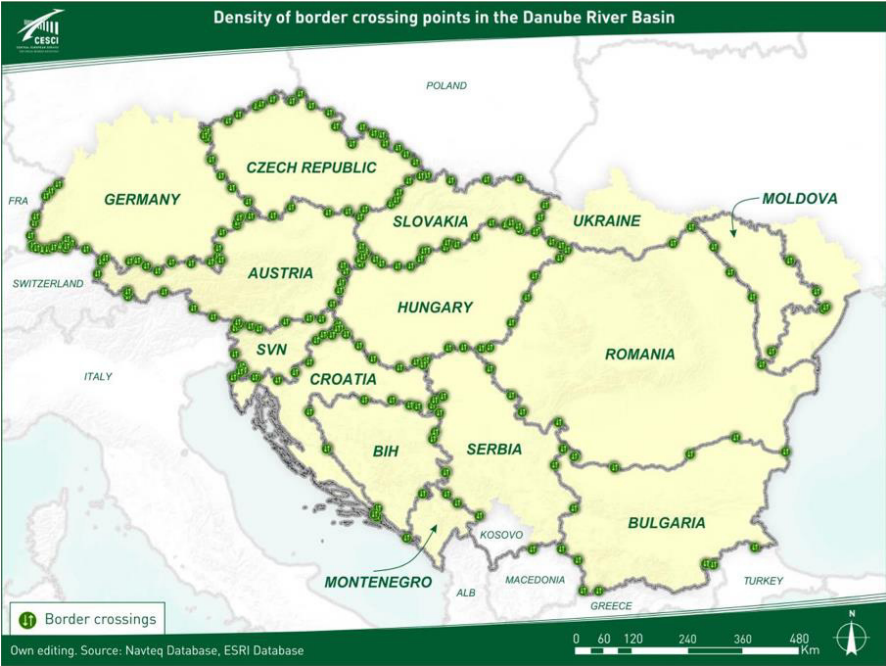 Density of border crossing points in the Danube River Basin
CESCI
POLAND
CZECH REPUBLIC
GERMANY
MOLDOVA
FRA
SLOVAKIA
UKRAINE
AUSTRIA
SWITZERLAND
HUNGARY
SVN
ROMANIA
ITALY
CROATIA
BIH
SERBIA
BULGARIA
KOSOVO
MONTENEGRO
MACEDONIA
TURKEY
ALB
GREECE
Border crossings
N
0 60 120 240 360 480
Km
Own editing. Source: Navteq Database, ESRI Database